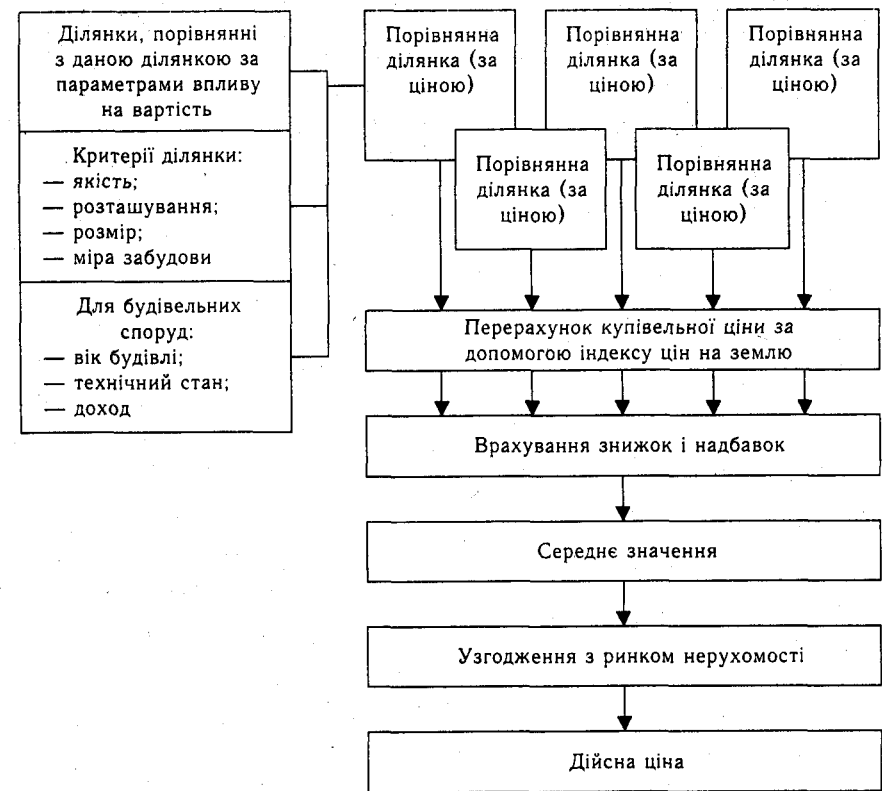 Ділянки, порівнянні
з даною ділянкою за
параметрами впливу
на вартість
Критерії ділянки:
— якість;
— розташування;
— розмір;
— міра забудови
Для будівельних
споруд:
— вік будівлі;
— технічний стан;
— доход
Порівнянна
ділянка (за
ціною)
Порівнянна
ділянка (за
ціною)
Порівнянна
ділянка (за
ціною)
Порівнянна
ділянка (за
ціною)
Порівнянна
ділянка (за
ціною)
Перерахунок купівельної ціни за
допомогою індексу цін на землю
Врахування знижок і надбавок
Середнє значення
Узгодження з ринком нерухомості
Дійсна ціна